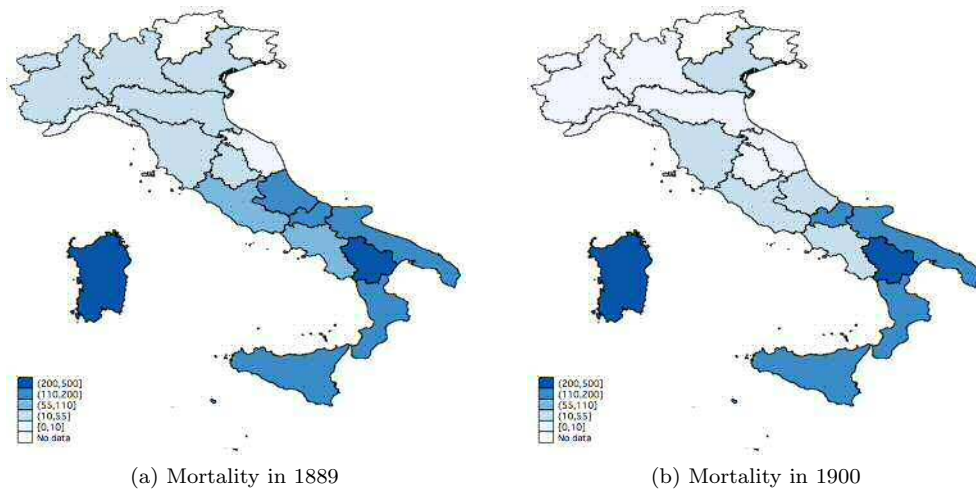 (200,500]
(110,200]
(55,110]
(10,55]
[0,10]
No data
(200,500]
(110,200]
(55,110]
(10,55]
[0,10]
No data
(a) Mortality in 1889
(b) Mortality in 1900